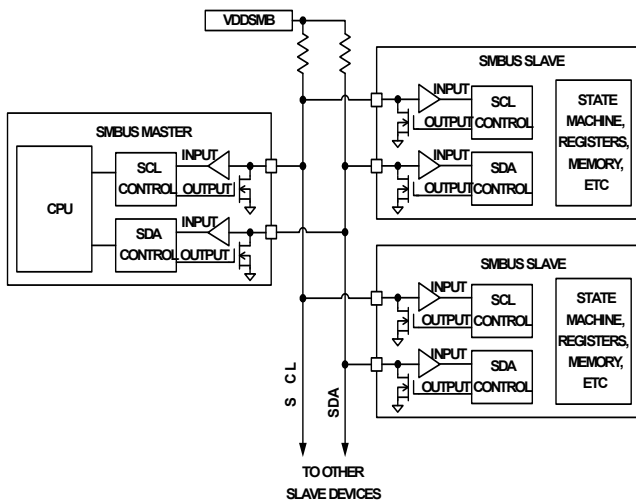 VDDSMB
SMBUS SLAVE
INPUT
OUTPUT
SCL
CONTROL
INPUT
OUTPUT
SDA
CONTROL
STATE
MACHINE,
REGISTERS,
MEMORY,
ETC
SMBUS MASTER
CPU
SCL
CONTROL
INPUT
OUTPUT
SDA
CONTROL
INPUT
OUTPUT
SMBUS SLAVE
INPUT
OUTPUT
SCL
CONTROL
INPUT
OUTPUT
SDA
CONTROL
STATE
MACHINE,
REGISTERS,
MEMORY,
ETC
S CL
SDA
TO OTHER
SLAVE DEVICES